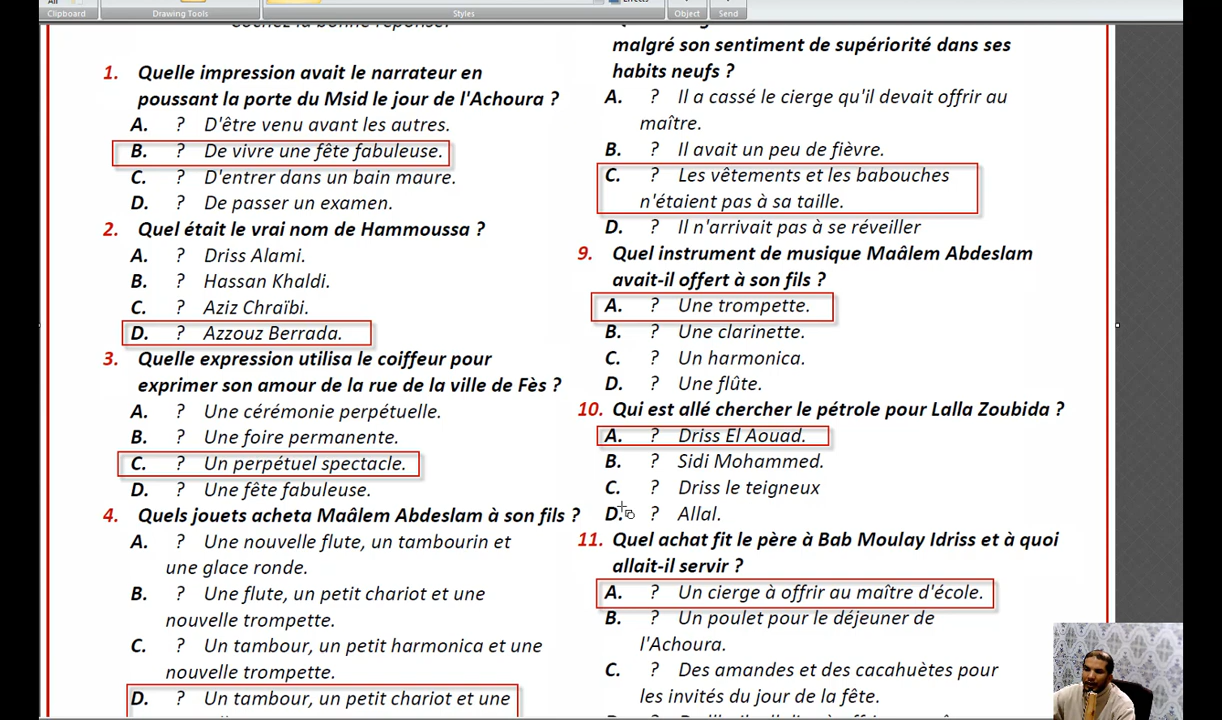 Clipboard
Drawing Tools
Styles
Object
Send
1. Quelle impression avait le narrateur en
poussant la porte du Msid le jour de l'Achoura ?
A. ? D'être venu avant les autres.
B. ? De vivre une fête fabuleuse.
C. ? D'entrer dans un bain maure.
D. ? De passer un examen.
2. Quel était le vrai nom de Hammoussa ?
A. ? Driss Alami.
B. ? Hassan Khaldi.
C. ? Aziz Chraïbi.
D. ? Azzouz Berrada.
3. Quelle expression utilisa le coiffeur pour
exprimer son amour de la rue de la ville de Fès ?
A. ? Une cérémonie perpétuelle.
B. ? Une foire permanente.
C. ? Un perpétuel spectacle.
D. ? Une fête fabuleuse.
4. Quels jouets acheta Maâlem Abdeslam à son fils ?
A. ? Une nouvelle flute, un tambourin et
une glace ronde.
B. ? Une flute, un petit chariot et une
nouvelle trompette.
C. ? Un tambour, un petit harmonica et une
nouvelle trompette.
D. ? Un tambour, un petit chariot et une
malgré son sentiment de supériorité dans ses
habits neufs ?
A. ? Il a cassé le cierge qu'il devait offrir au
maître.
B. ? Il avait un peu de fièvre.
C. ? Les vêtements et les babouches
n'étaient pas à sa taille.
D. ? Il n'arrivait pas à se réveiller
9. Quel instrument de musique Maâlem Abdeslam
avait-il offert à son fils ?
A. ? Une trompette.
B. ? Une clarinette.
C. ? Un harmonica.
D. ? Une flûte.
10. Qui est allé chercher le pétrole pour Lalla Zoubida ?
A. ? Driss El Aouad.
B. ? Sidi Mohammed.
C. ? Driss le teigneux
D. ? Allal.
11. Quel achat fit le père à Bab Moulay Idriss et à quoi
allait-il servir ?
A. ? Un cierge à offrir au maître d'école.
B. ? Un poulet pour le déjeuner de
l'Achoura.
C. ? Des amandes et des cacahuètes pour
les invités du jour de la fête.